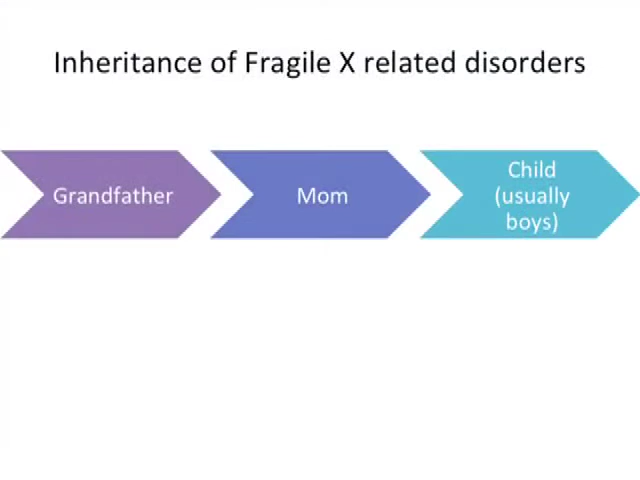 Inheritance of Fragile X related disorders
Grandfather
Mom
Child
(usually
boys)